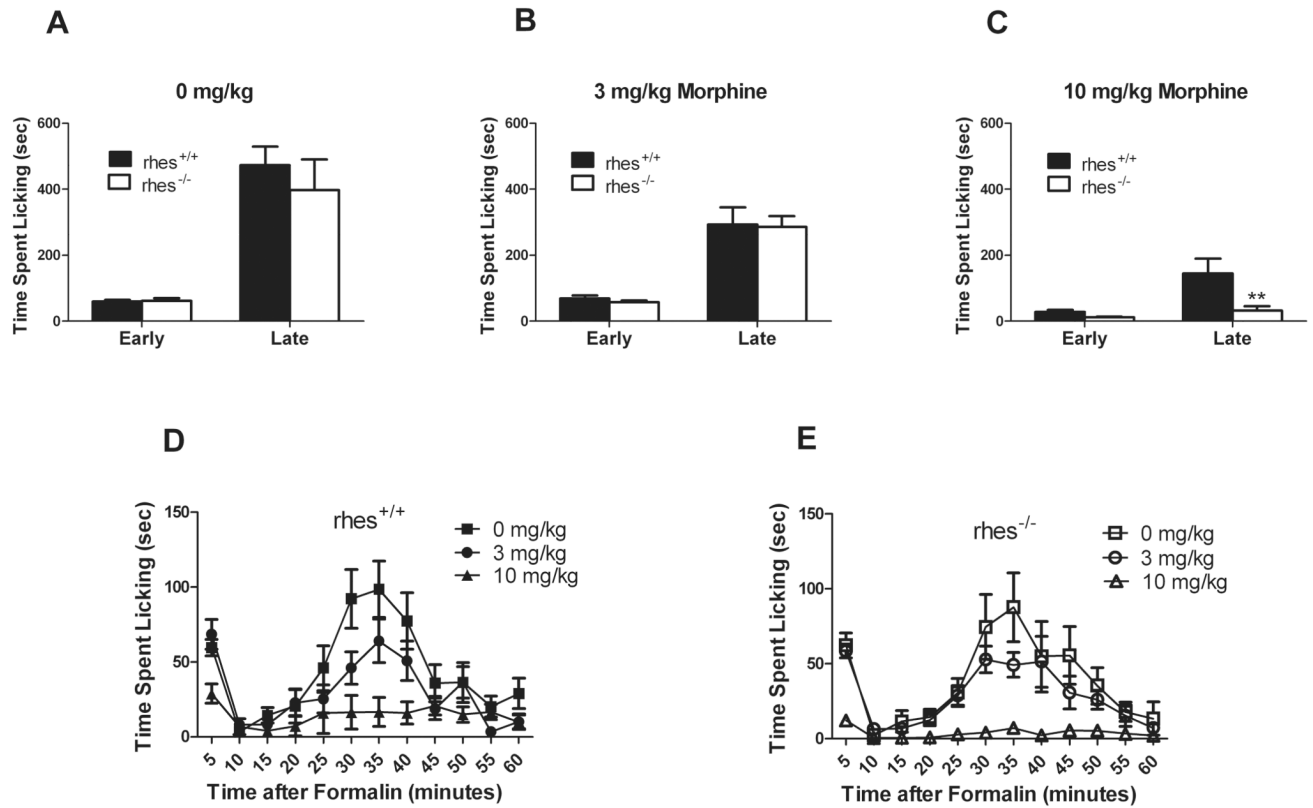 A
0 mg/kg
Time Spent Licking (sec)
600
400
200
0
rhes+/+
rhes-/-
Early Late
B
3 mg/kg Morphine
Time Spent Licking (sec)
600
400
200
0
rhes+/+
rhes-/-
Early Late
C
10 mg/kg Morphine
Time Spent Licking (sec)
600
400
200
0
rhes+/+
rhes-/-
**
Early Late
D
rhes+/+
Time Spent Licking (sec)
150
100
50
0
0 mg/kg
3 mg/kg
10 mg/kg
5 10 15 20 25 30 35 40 45 50 55 60
Time after Formalin (minutes)
E
rhes-/-
Time Spent Licking (sec)
150
100
50
0
0 mg/kg
3 mg/kg
10 mg/kg
5 10 15 20 25 30 35 40 45 50 55 60
Time after Formalin (minutes)